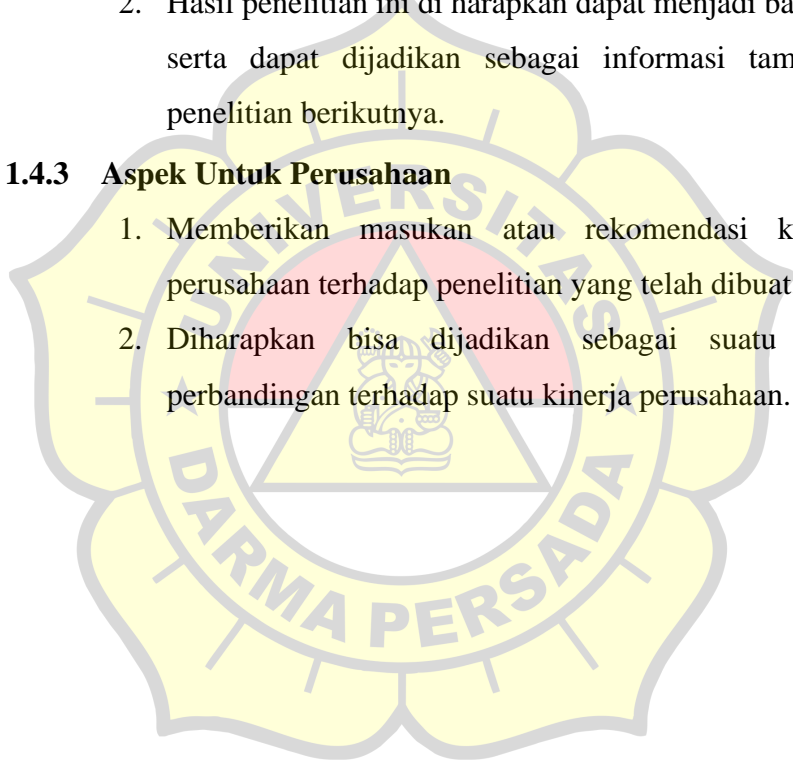 2. Hasil penelitian ini di harapkan dapat menjadi
serta dapat dijadikan sebagai informasi
penelitian berikutnya.
1.4.3 Aspek Untuk Perusahaan
1. Memberikan masukan atau rekomendasi
perusahaan terhadap penelitian yang telah dibuat
2. Diharapkan bisa dijadikan sebagai suatu
perbandingan terhadap suatu kinerja perusahaan.
UNIVERSITAS
DARMA PERSADA